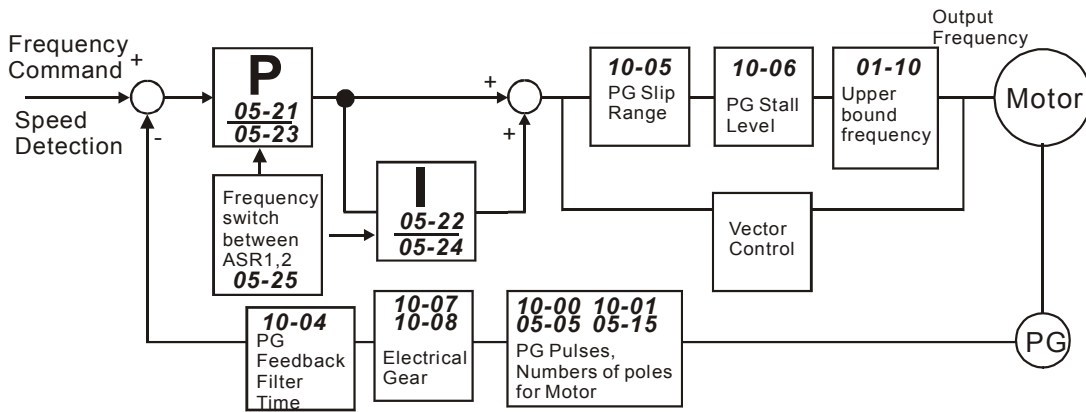 Output
Frequency
Frequency
Command
+
Speed
Detection
-
P
05-21
05-23
+
+
10-05
PG Slip
Range
10-06
PG Stall
Level
01-10
Upper
bound
frequency
Motor
Frequency
switch
between
ASR1,2
05-25
I
05-22
05-24
Vector
Control
10-04
PG
Feedback
Filter
Time
10-07
10-08
Electrical
Gear
10-00 10-01
05-05 05-15
PG Pulses,
Numbers of poles
for Motor
PG